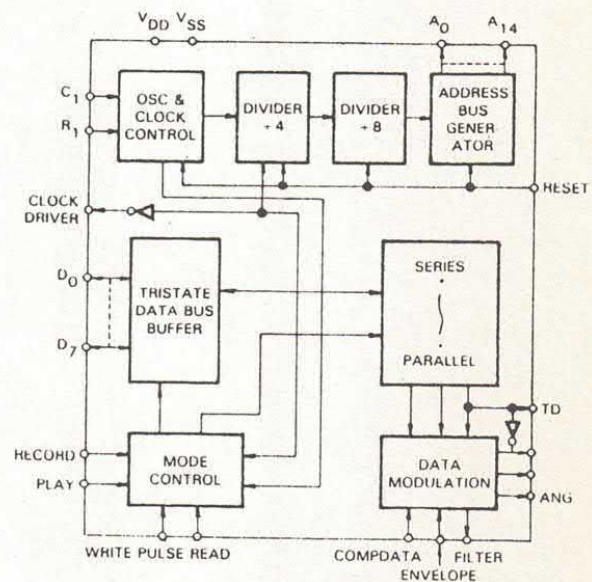 VDD VSS A0 A14
C1
R1
OSC &
CLOCK
CONTROL
DIVIDER
÷ 4
DIVIDER
÷ 8
ADDRESS
BUS
GENER
ATOR
RESET
CLOCK
DRIVER
D0
D7
TRISTATE
DATA BUS
BUFFER
SERIES
PARALLEL
TD
RECORD
PLAY
MODE
CONTROL
DATA
MODULATION
ANG
WHITE PULSE READ
COMPDATA FILTER
ENVELOPE